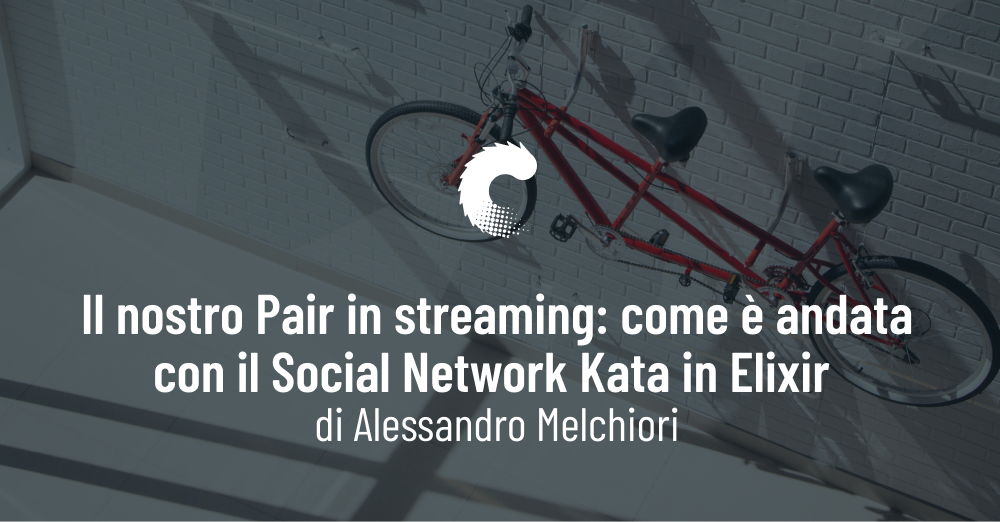 Il nostro Pair in streaming: come è andata
con il Social Network Kata in Elixir
di Alessandro Melchiori